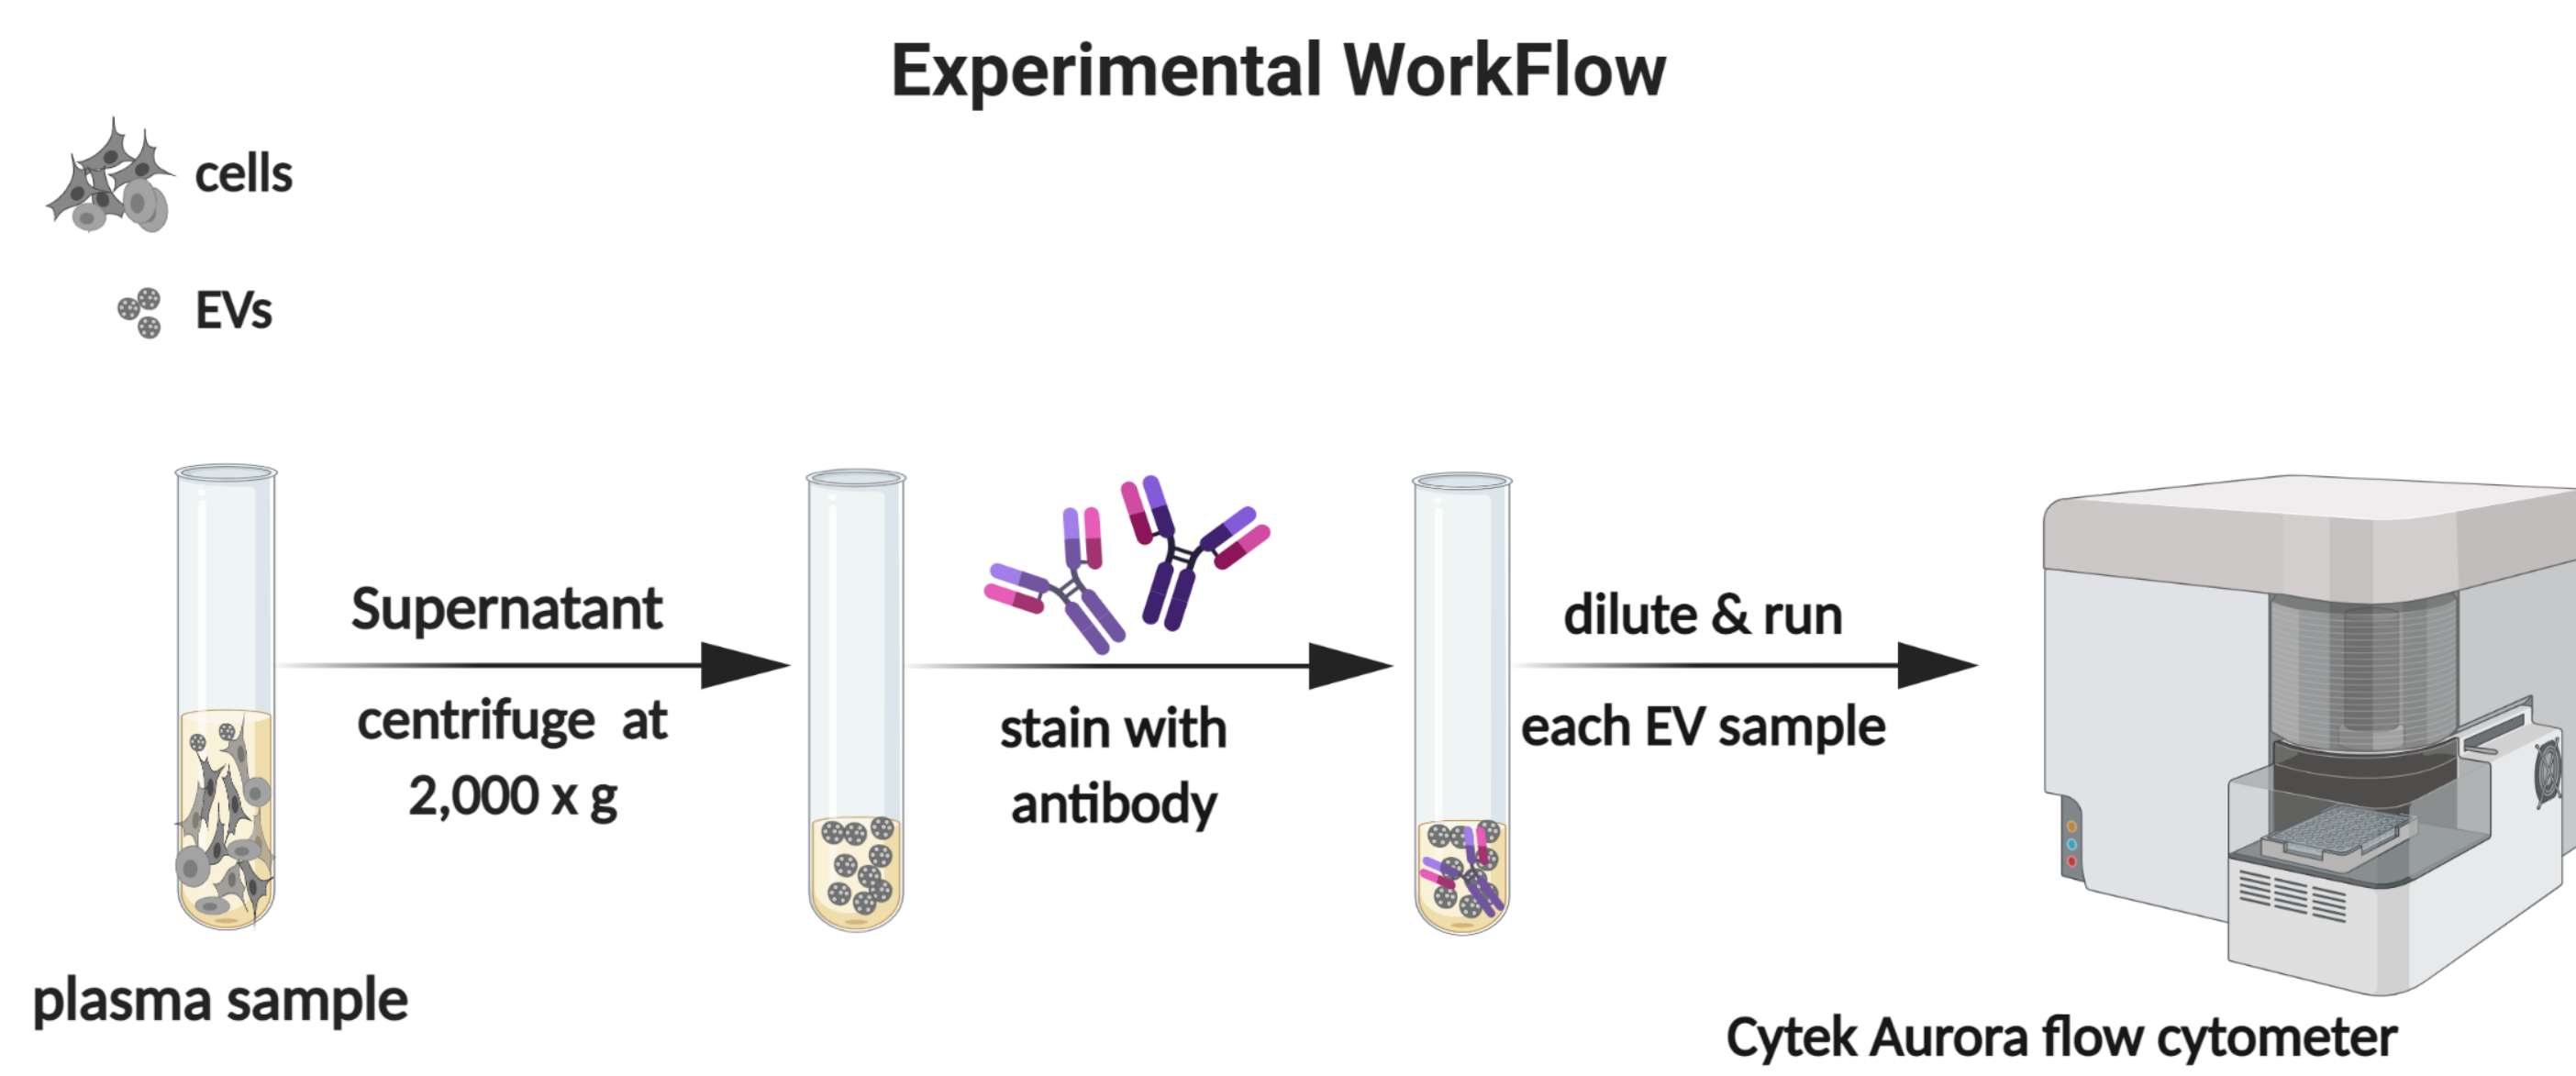 Experimental WorkFlow
cells
EVs
Supernatant
centrifuge at
2,000 x g
stain with
antibody
dilute & run
each EV sample
plasma sample
Cytek Aurora flow cytometer